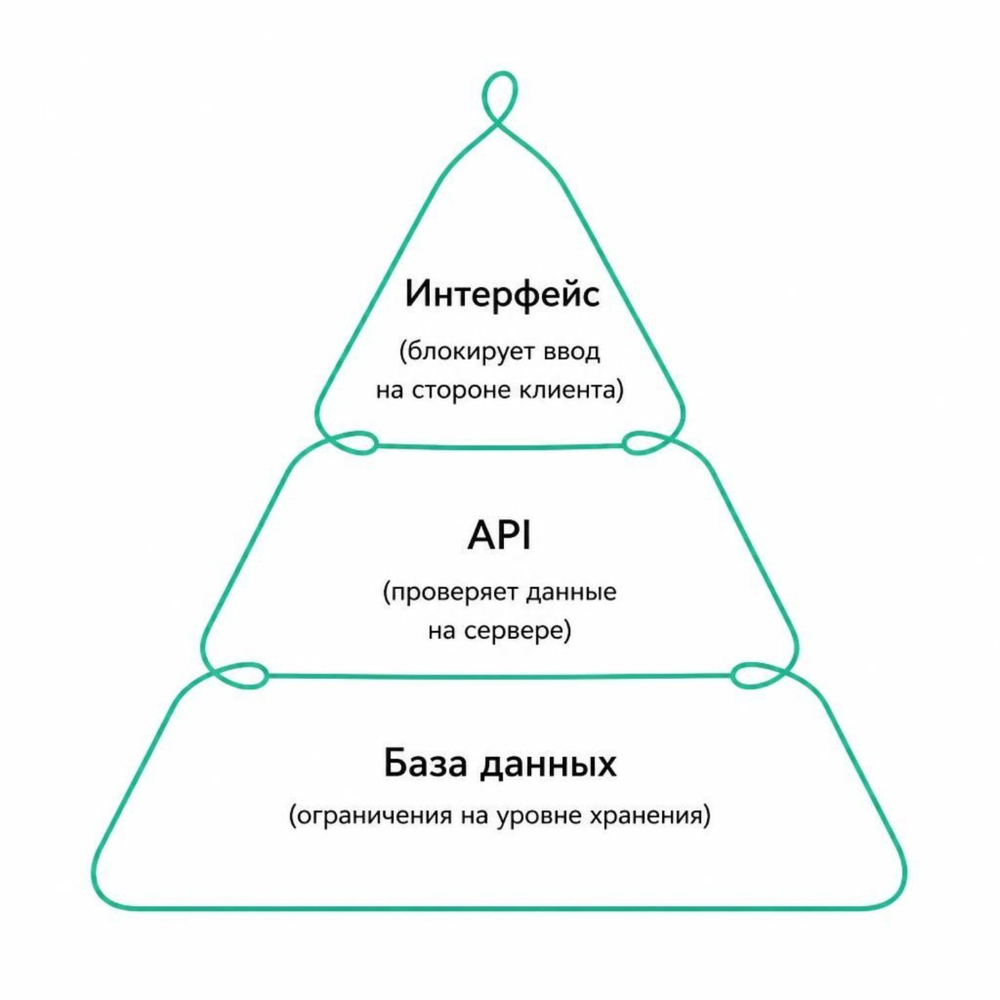 Интерфейс
(блокирует ввод
на стороне клиента)
API
(проверяет данные
на сервере)
База данных
(ограничения на уровне хранения)